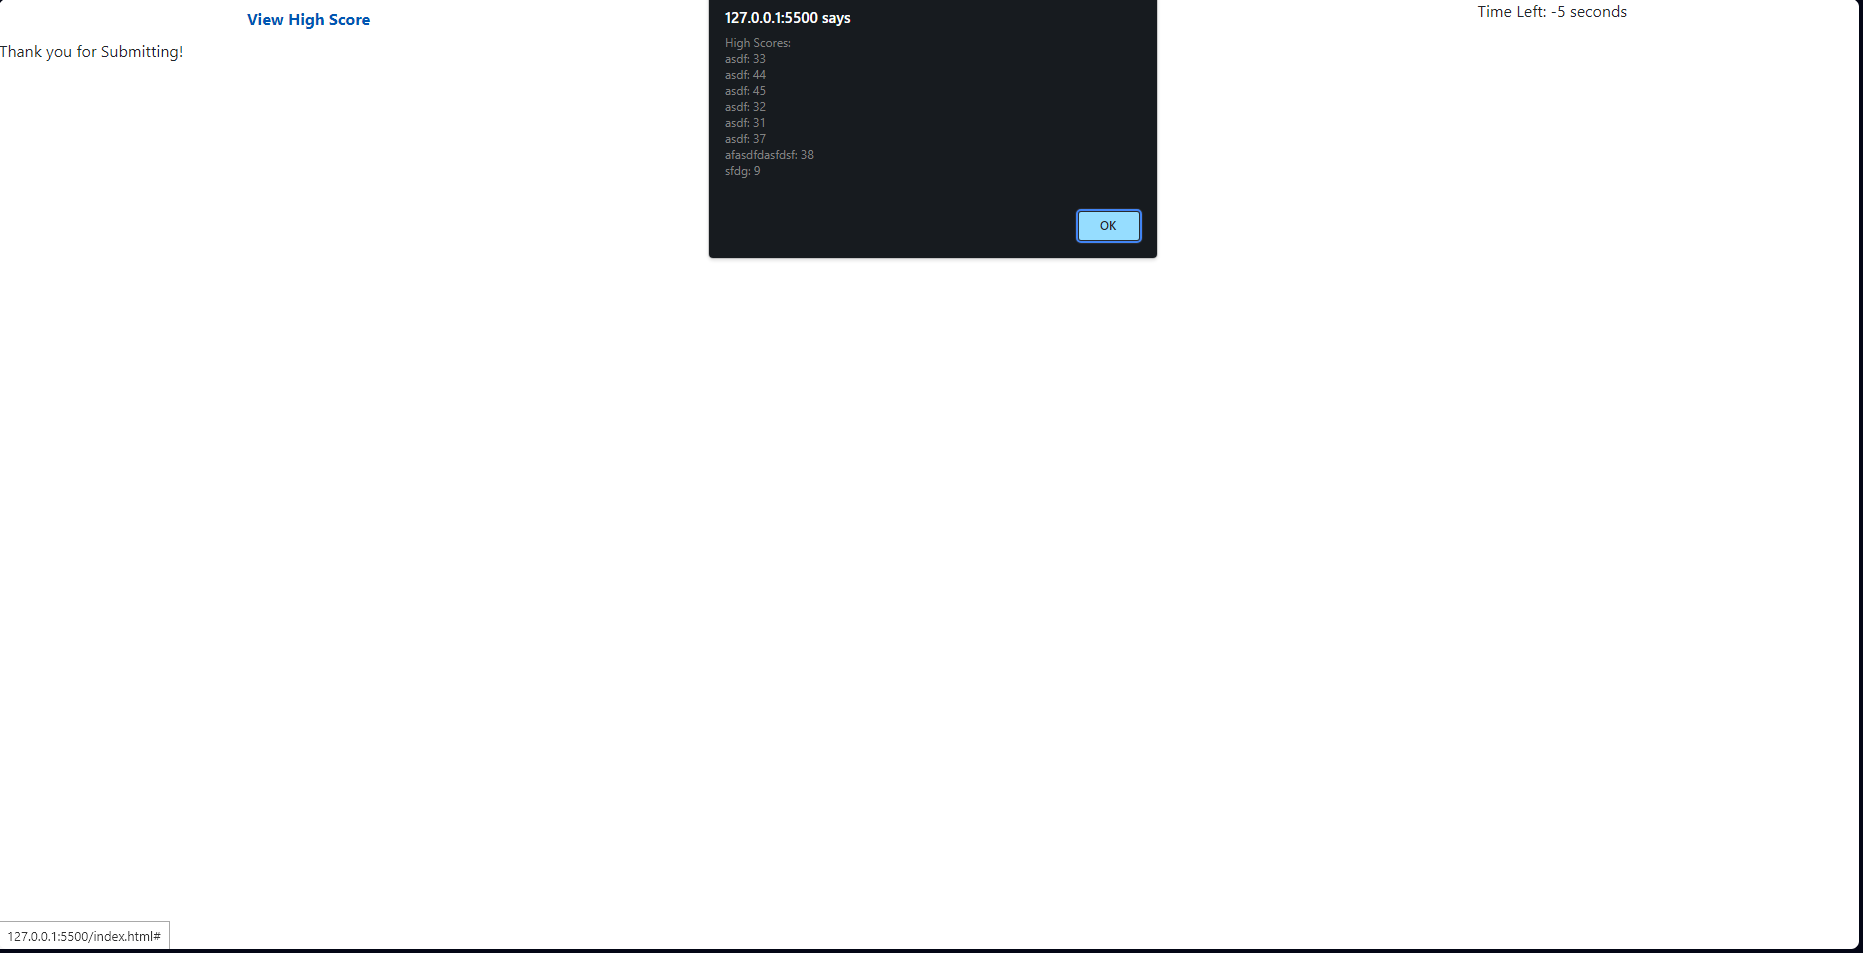 View High Score
Thank you for Submitting!
127.0.0.1:5500 says
High Scores:
asdf: 33
asdf: 44
asdf: 45
asdf: 32
asdf: 31
asdf: 37
afasdfdasfdsf: 38
sfdg: 9
OK
Time Left: -5 seconds
127.0.0.1:5500/index.html#